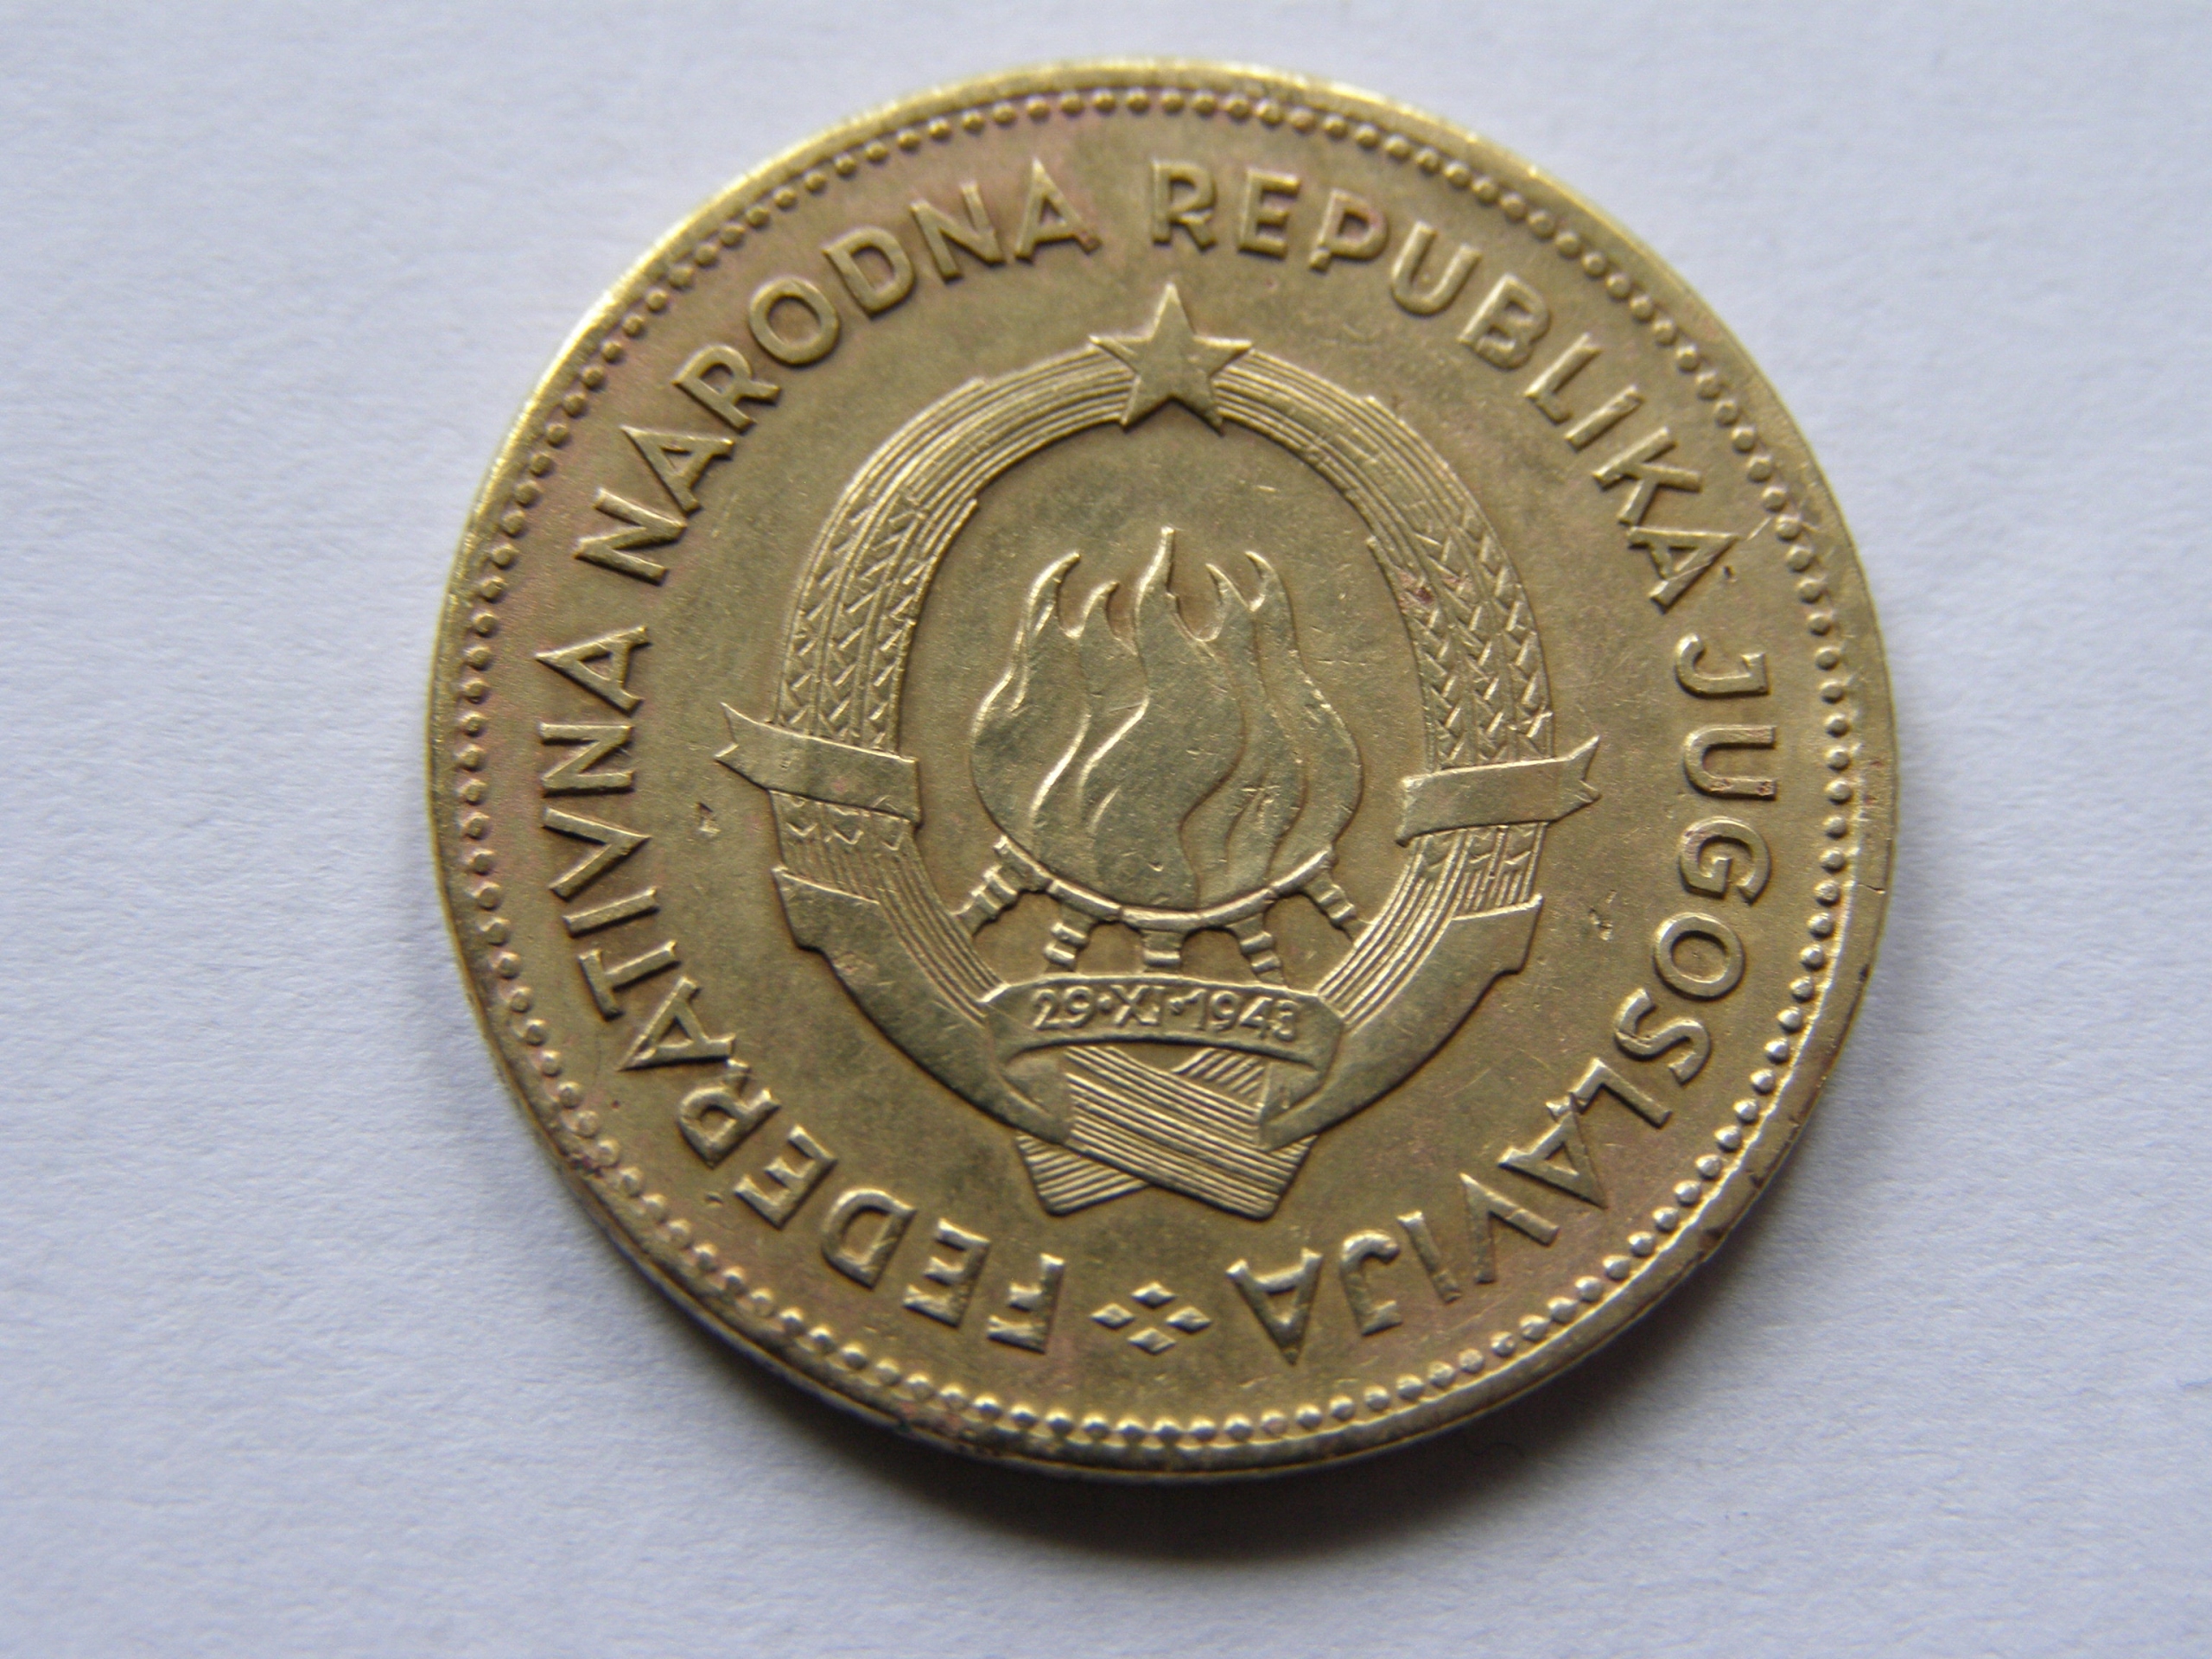 FEDERATIVNA NARODNA REPUBLIKA JUGOSLAVIJA
29·XI·1943